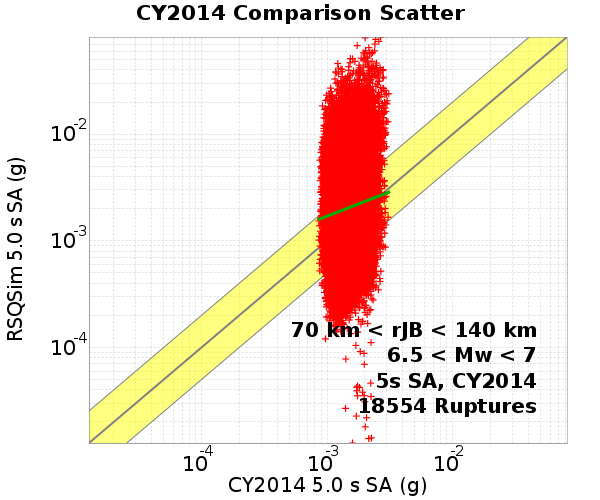 CY2014 Comparison Scatter
RSQSim 5.0 s SA (g)
10-2
10-3
10-4
70 km < rJB < 140 km
6.5 < Mw < 7
5s SA, CY2014
18554 Ruptures
10-4
10-3
10-2
CY2014 5.0 s SA (g)